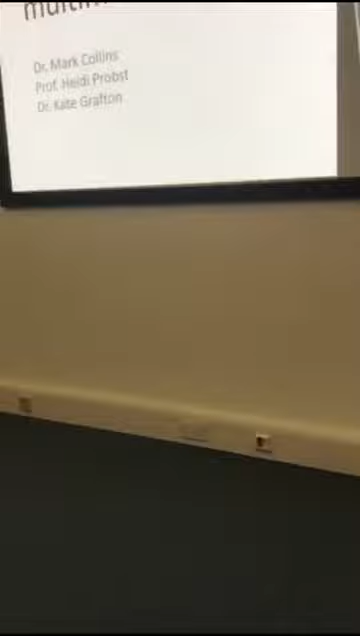 Dr. Mark Collins
Prof. Heidi Probst
Dr. Kate Grafton